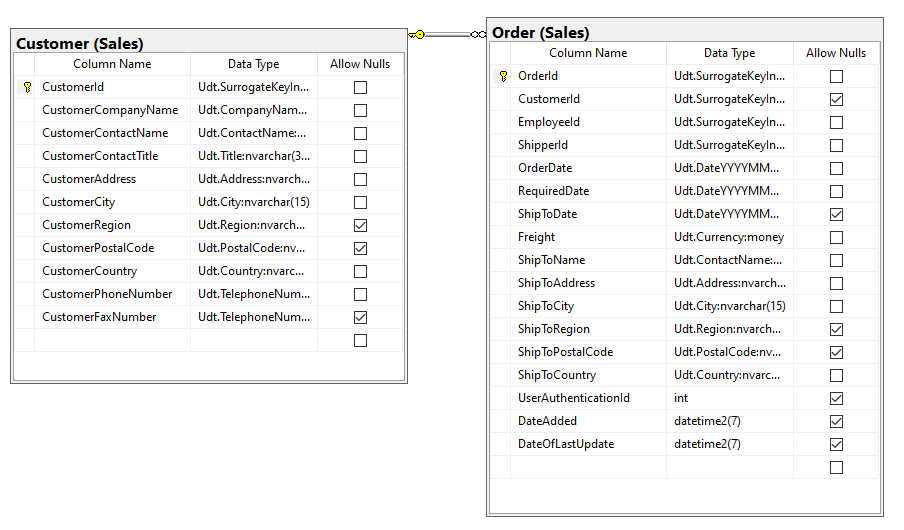 Customer (Sales)
Column Name Data Type Allow Nulls
CustomerId Udt.SurrogateKeyIn...
CustomerCompanyName Udt.CompanyNam...
CustomerContactName Udt.ContactName:...
CustomerContactTitle Udt.Title:nvarchar(3...
CustomerAddress Udt.Address:nvarch...
CustomerCity Udt.City:nvarchar(15)
CustomerRegion Udt.Region:nvarch...
CustomerPostalCode Udt.PostalCode:nv...
CustomerCountry Udt.Country:nvarc...
CustomerPhoneNumber Udt.TelephoneNum...
CustomerFaxNumber Udt.TelephoneNum...
Order (Sales)
Column Name Data Type Allow Nulls
OrderId Udt.SurrogateKeyIn...
CustomerId Udt.SurrogateKeyIn...
EmployeeId Udt.SurrogateKeyIn...
ShipperId Udt.SurrogateKeyIn...
OrderDate Udt.DateYYYYMM...
RequiredDate Udt.DateYYYYMM...
ShipToDate Udt.DateYYYYMM...
Freight Udt.Currency:money
ShipToName Udt.ContactName:...
ShipToAddress Udt.Address:nvarch...
ShipToCity Udt.City:nvarchar(15)
ShipToRegion Udt.Region:nvarch...
ShipToPostalCode Udt.PostalCode:nv...
ShipToCountry Udt.Country:nvarc...
UserAuthenticationId int
DateAdded datetime2(7)
DateOfLastUpdate datetime2(7)